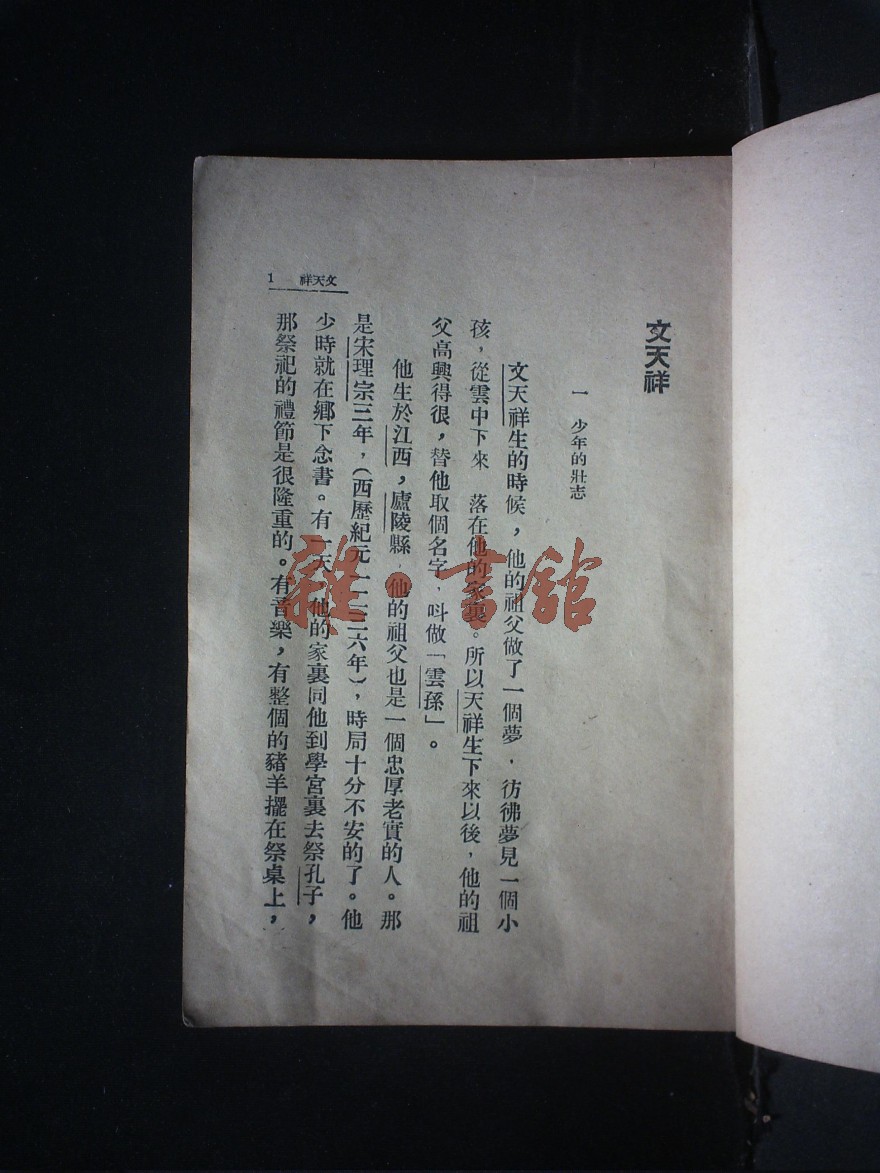 文天祥
一 少年的壯志
文天祥生的時候，他的祖父做了一個夢，彷彿夢見一個小
孩，從雲中下來 落在他的家裏。所以天祥生下來以後，他的祖
父高興得很，替他取個名字，呌做「雲孫」。
他生於江西，廬陵縣，他的祖父也是一個忠厚老實的人。那
是宋理宗三年，（西歷紀元一二三六年），時局十分不安的了。他
少時就在鄉下念書。有一天，他的家裏同他到學宮裏去祭孔子，
那祭祀的禮節是很隆重的。有音樂，有整個的豬羊擺在祭桌上，
1 祥天文
雜·書館